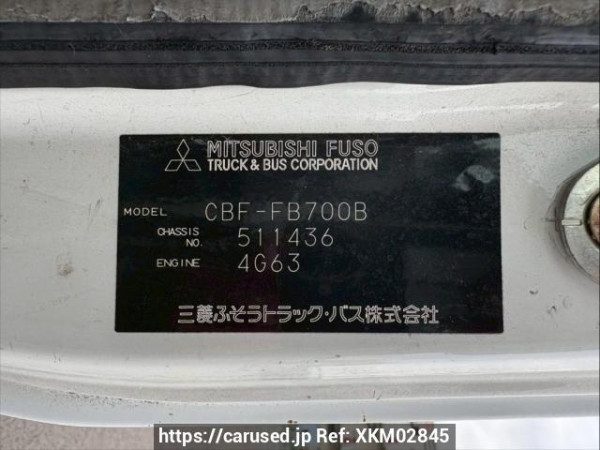 MITSUBISHI FUSO
TRUCK & BUS CORPORATION
MODEL CBF-FB700B
CHASSIS NO. 511436
ENGINE 4G63
三菱ふそうトラック・バス株式会社
https://carused.jp Ref: XKM02845